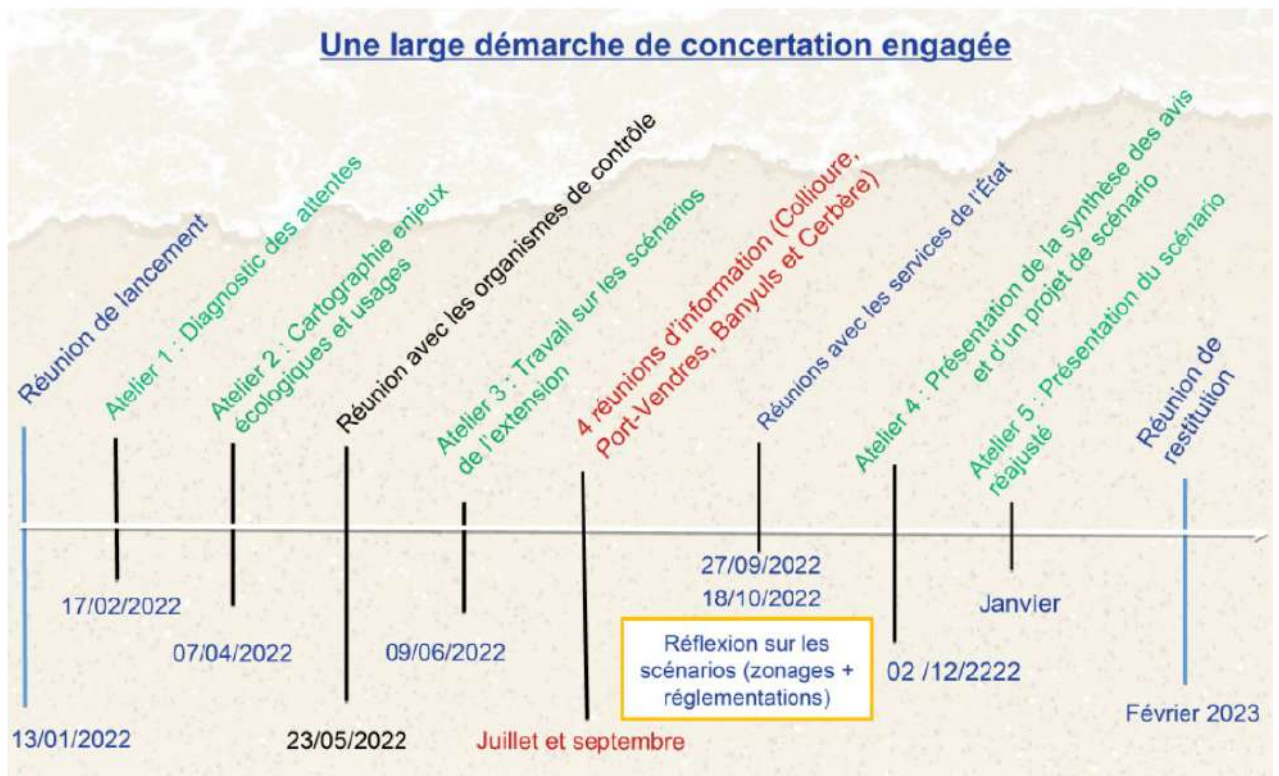 Une large démarche de concertation engagée
Réunion de lancement
Atelier 1 : Diagnostic des attentes
Atelier 2 : Cartographie enjeux
écologiques et usages
Réunion avec les organismes de contrôle
Atelier 3 : Travail sur les scénarios
de l'extension
4 réunions d'information (Collioure,
Port-Vendres, Banyuls et Cerbère)
Réunions avec les services de l'État
Atelier 4 : Présentation de la synthèse des avis
et d'un projet de scénario
Atelier 5 : Présentation du scénario
réajusté
Réunion de
restitution
13/01/2022
17/02/2022
07/04/2022
23/05/2022
09/06/2022
Juillet et septembre
27/09/2022
18/10/2022
Réflexion sur les
scénarios (zonages +
réglementations)
02 /12/2222
Janvier
Février 2023